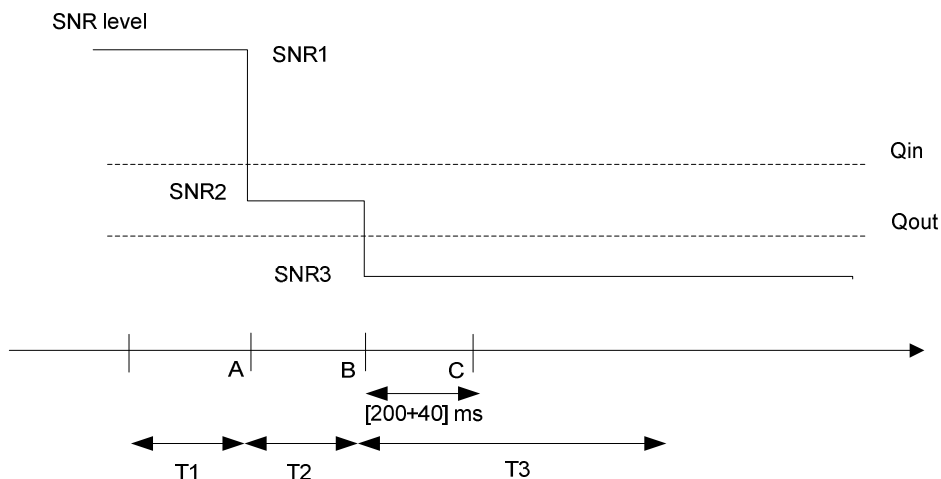 SNR level
SNR1
Qin
SNR2
Qout
SNR3
A
B
C
[200+40] ms
T1
T2
T3